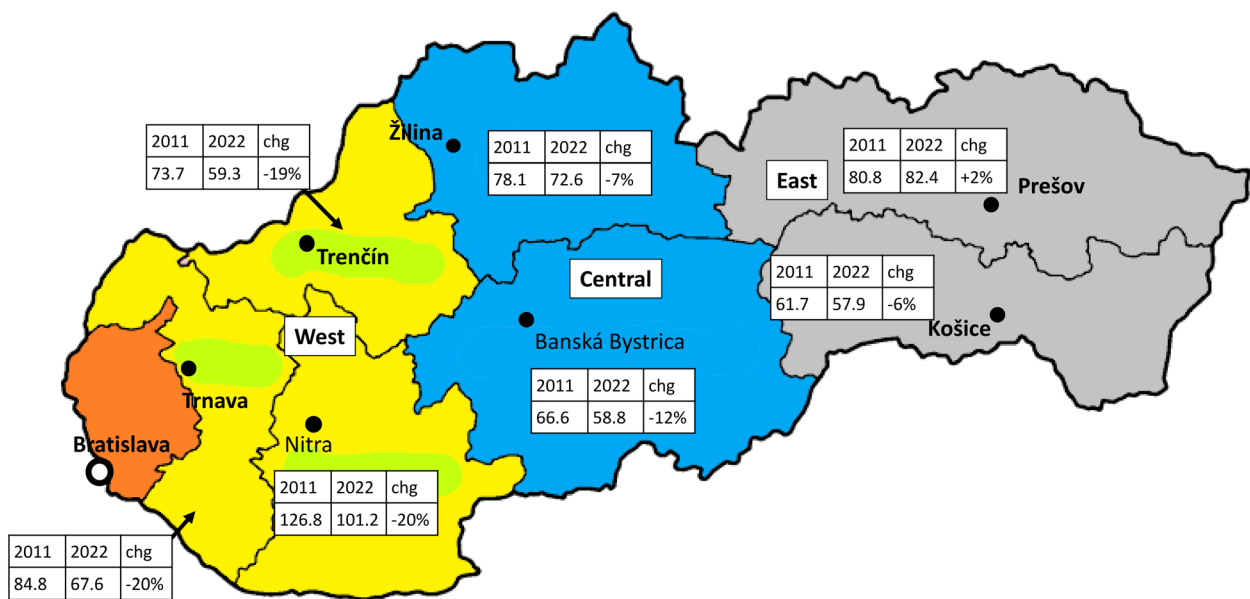 Žilina
2011 2022 chg
73.7 59.3 -19%
2011 2022 chg
78.1 72.6 -7%
2011 2022 chg
80.8 82.4 +2%
East
Prešov
Trenčín
Central
2011 2022 chg
61.7 57.9 -6%
Košice
West
Banská Bystrica
2011 2022 chg
66.6 58.8 -12%
Trnava
Bratislava
Nitra
2011 2022 chg
126.8 101.2 -20%
2011 2022 chg
84.8 67.6 -20%